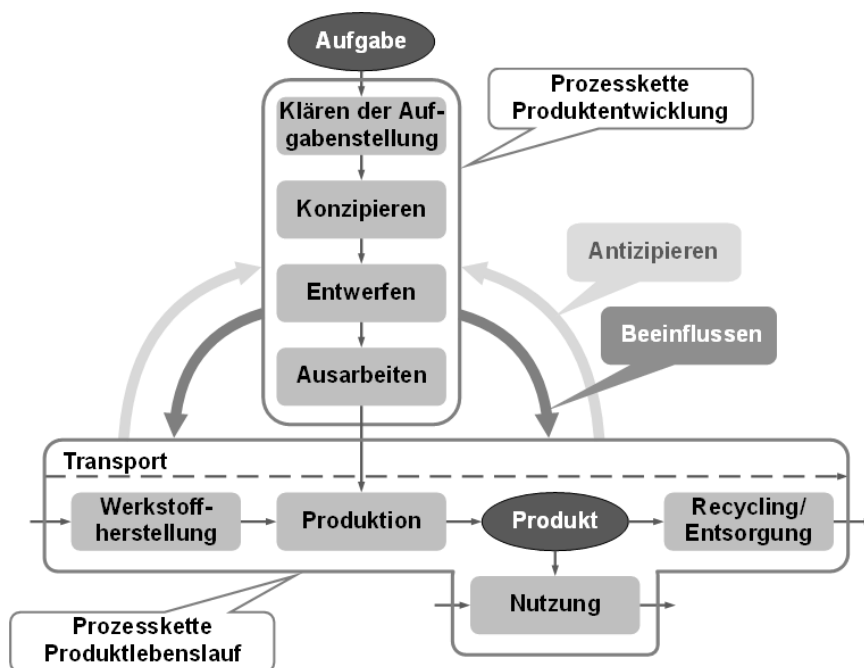 Aufgabe
Prozesskette
Produktentwicklung
Klären der Auf-
gabenstellung
Konzipieren
Antizipieren
Entwerfen
Beeinflussen
Ausarbeiten
Transport
Werkstoff-
herstellung
Produktion
Produkt
Recycling/
Entsorgung
Nutzung
Prozesskette
Produktlebenslauf